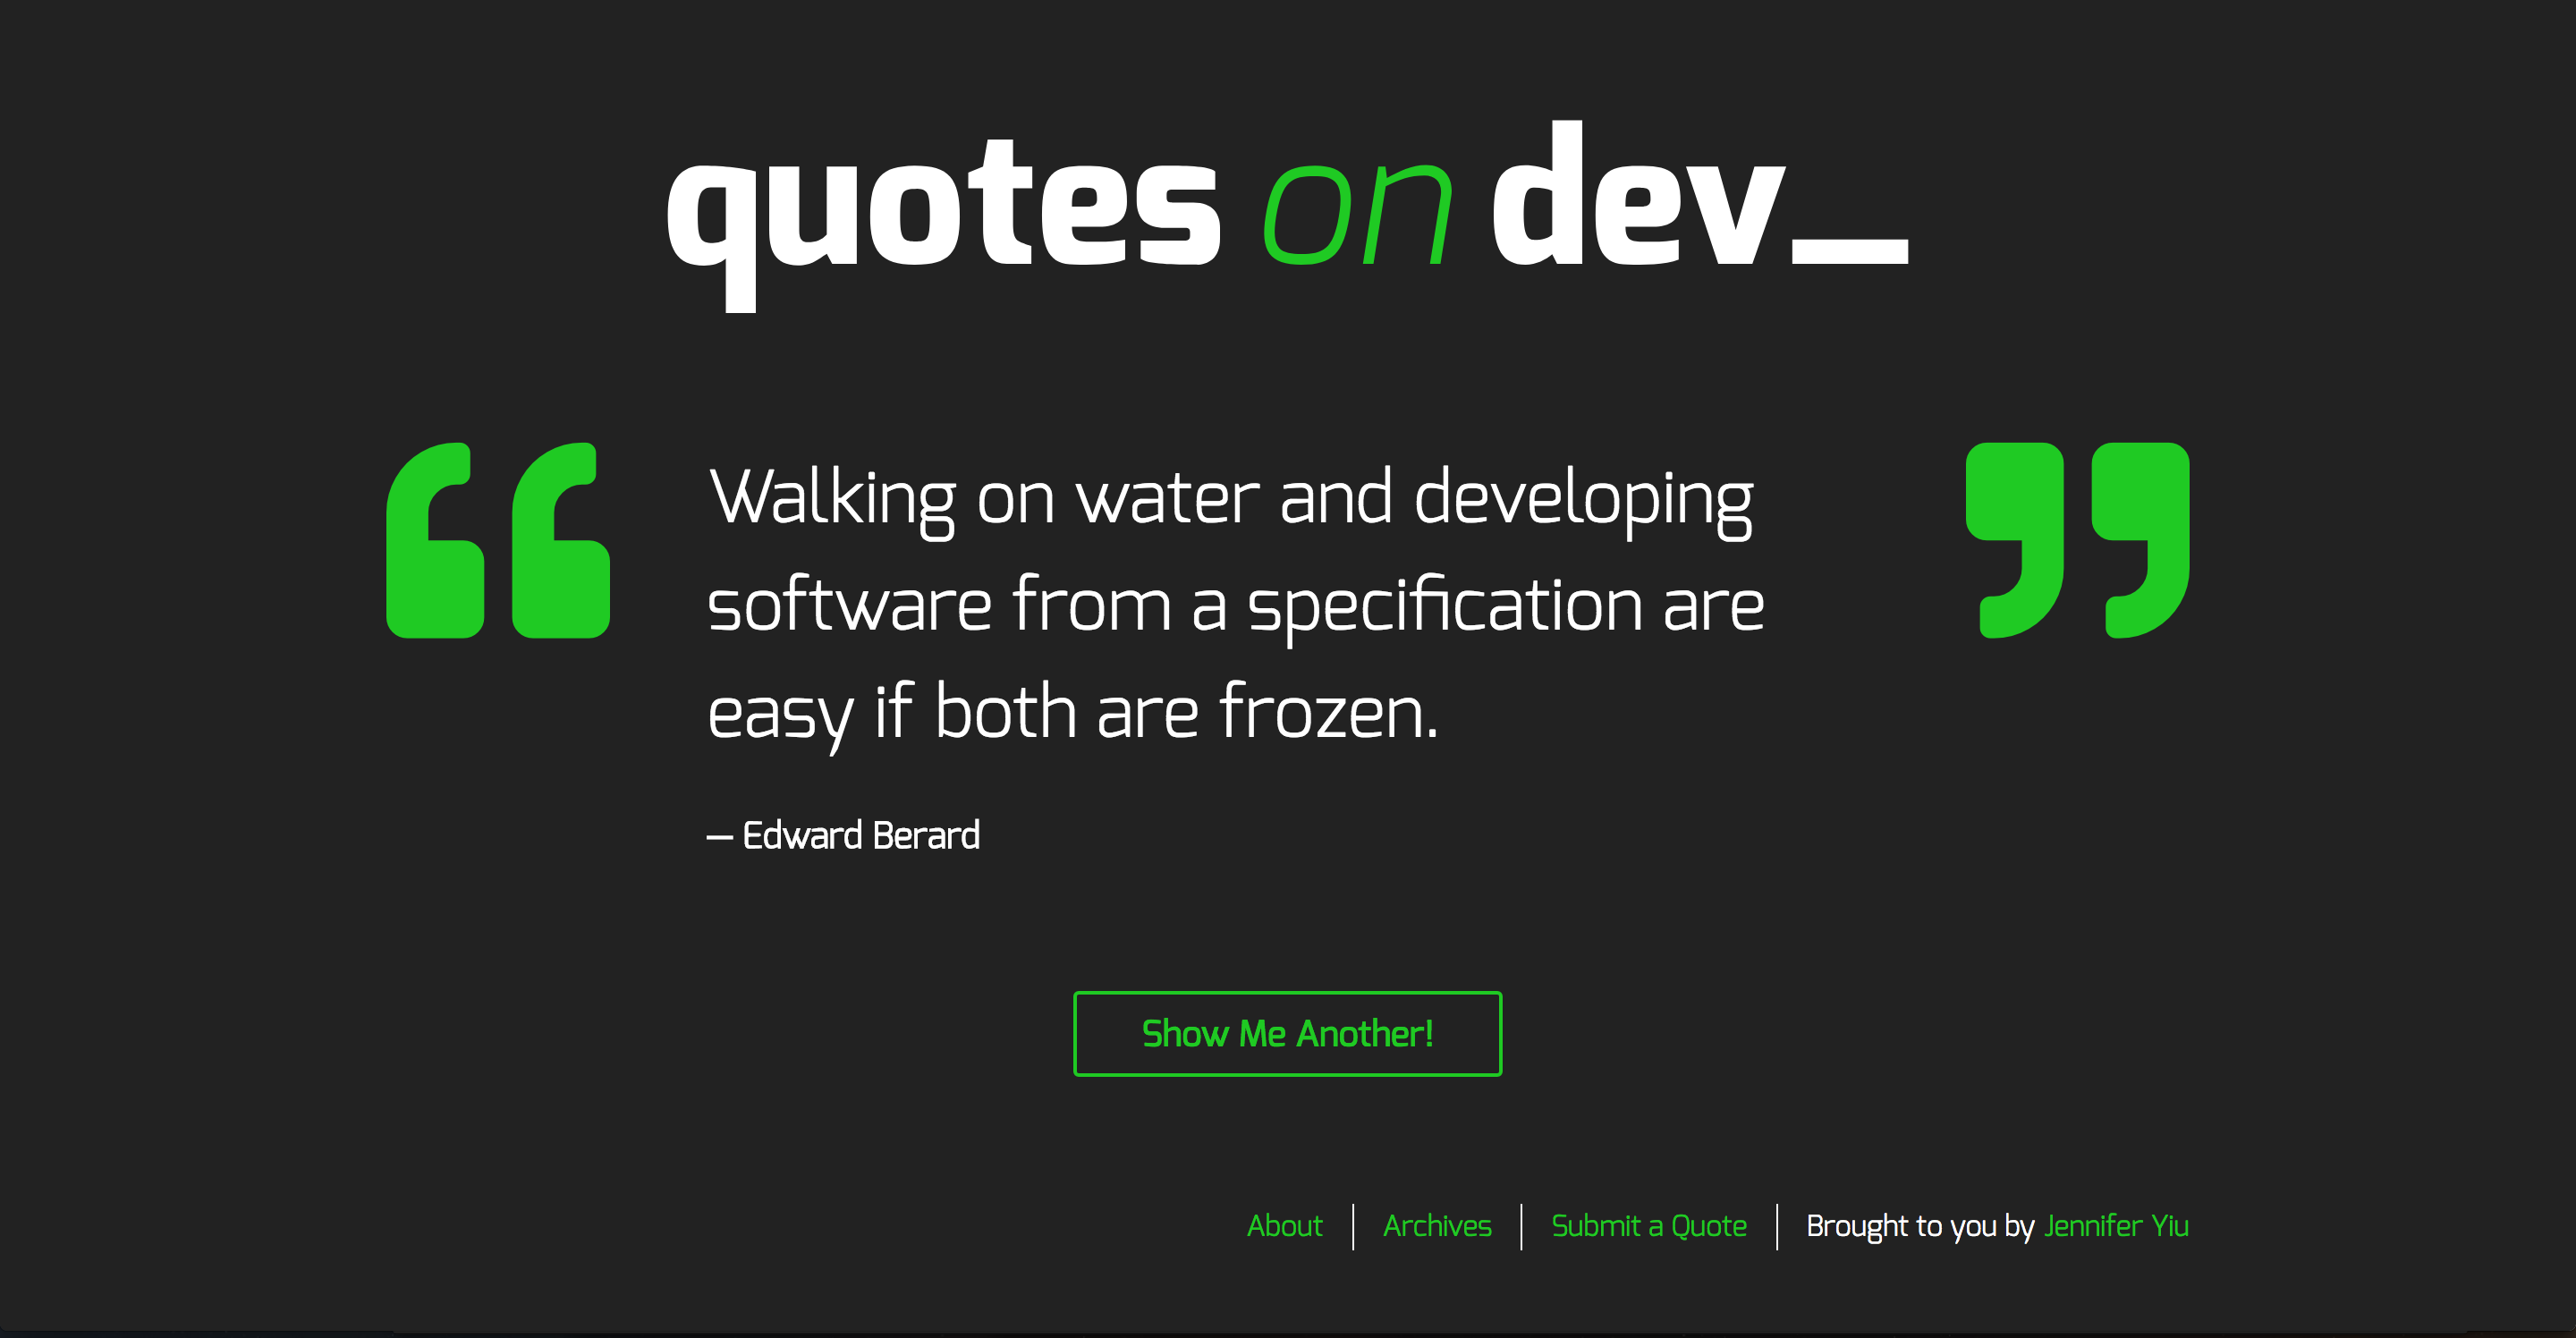 quotes on dev_
Walking on water and developing
software from a specification are
easy if both are frozen.
— Edward Berard
Show Me Another!
About | Archives | Submit a Quote | Brought to you by Jennifer Yiu